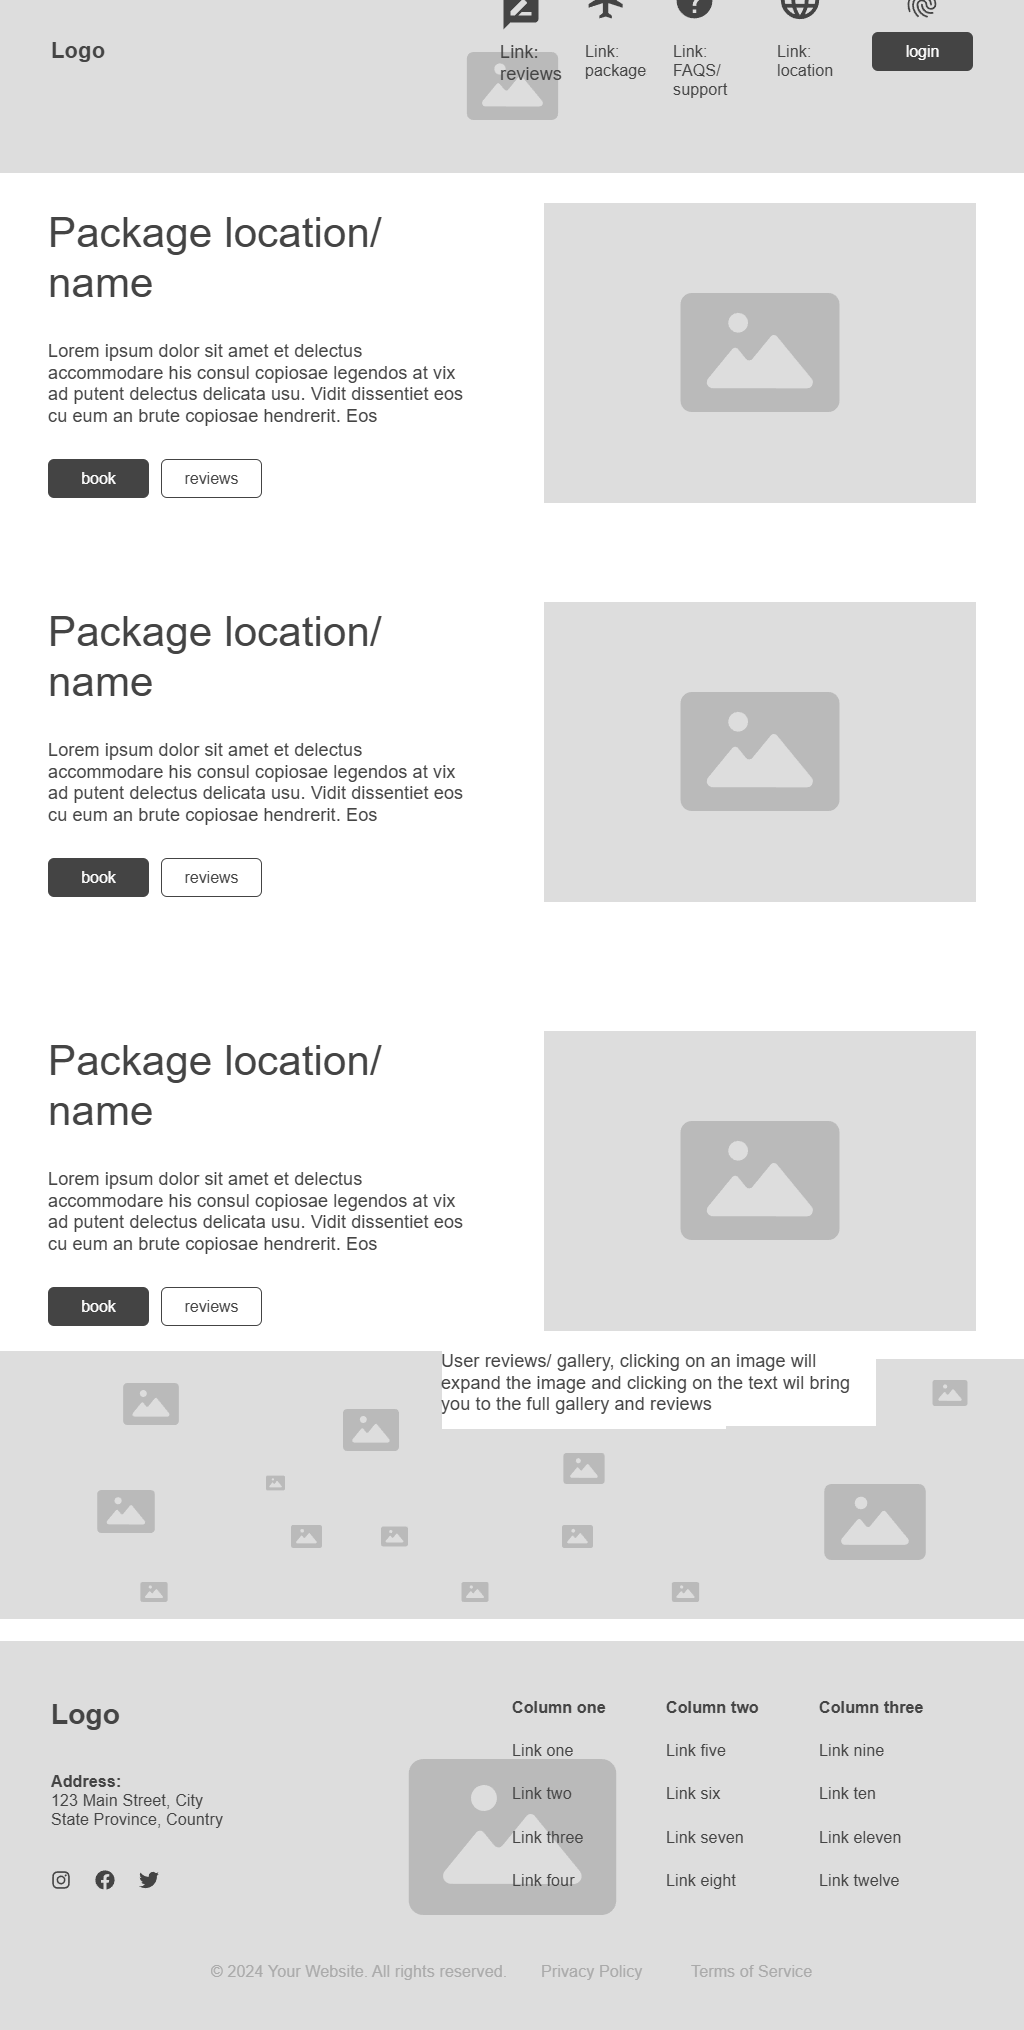 Logo
Link:
reviews
Link:
package
Link:
FAQS/
support
Link:
location
login
Package location/
name
Lorem ipsum dolor sit amet et delectus
accommodare his consul copiosae legendos at vix
ad putent delectus delicata usu. Vidit dissentiet eos
cu eum an brute copiosae hendrerit. Eos
book
reviews
Package location/
name
Lorem ipsum dolor sit amet et delectus
accommodare his consul copiosae legendos at vix
ad putent delectus delicata usu. Vidit dissentiet eos
cu eum an brute copiosae hendrerit. Eos
book
reviews
Package location/
name
Lorem ipsum dolor sit amet et delectus
accommodare his consul copiosae legendos at vix
ad putent delectus delicata usu. Vidit dissentiet eos
cu eum an brute copiosae hendrerit. Eos
book
reviews
User reviews/ gallery, clicking on an image will
expand the image and clicking on the text wil bring
you to the full gallery and reviews
Logo
Address:
123 Main Street, City
State Province, Country
Column one
Link one
Link two
Link three
Link four
Column two
Link five
Link six
Link seven
Link eight
Column three
Link nine
Link ten
Link eleven
Link twelve
© 2024 Your Website. All rights reserved.
Privacy Policy
Terms of Service